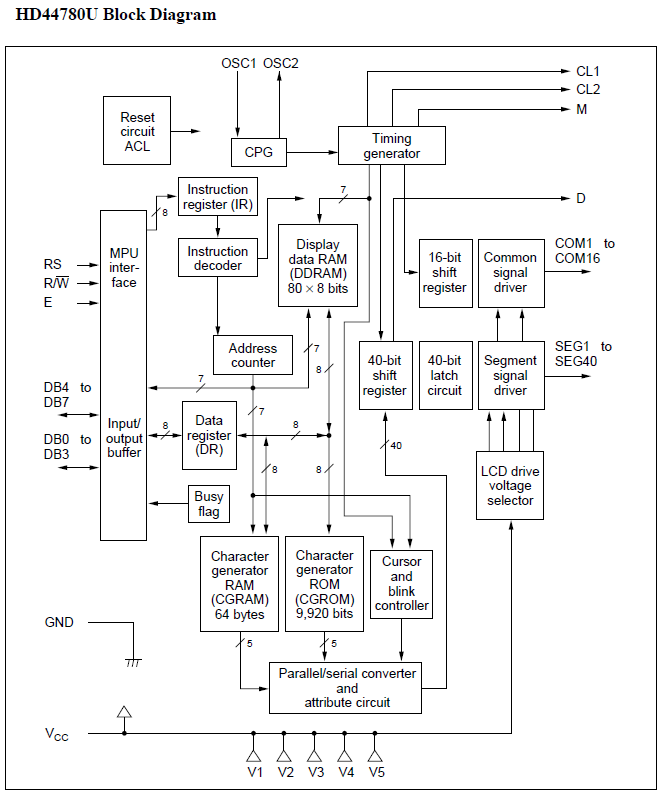 HD44780U Block Diagram
OSC1 OSC2
CL1
CL2
M
Reset
circuit
ACL
CPG
Timing
generator
Instruction
register (IR)
8
7
D
MPU
inter-
face
Instruction
decoder
Display
data RAM
(DDRAM)
80 × 8 bits
16-bit
shift
register
Common
signal
driver
COM1 to
COM16
RS
R/W̅
E
Address
counter
7
8
40-bit
shift
register
40-bit
latch
circuit
Segment
signal
driver
SEG1 to
SEG40
DB4 to
DB7
7
7
Input/
output
buffer
8
Data
register
(DR)
8
40
DB0 to
DB3
8
8
LCD drive
voltage
selector
Busy
flag
Character
generator
RAM
(CGRAM)
64 bytes
Character
generator
ROM
(CGROM)
9,920 bits
Cursor
and
blink
controller
GND
5
5
Parallel/serial converter
and
attribute circuit
VCC
V1 V2 V3 V4 V5